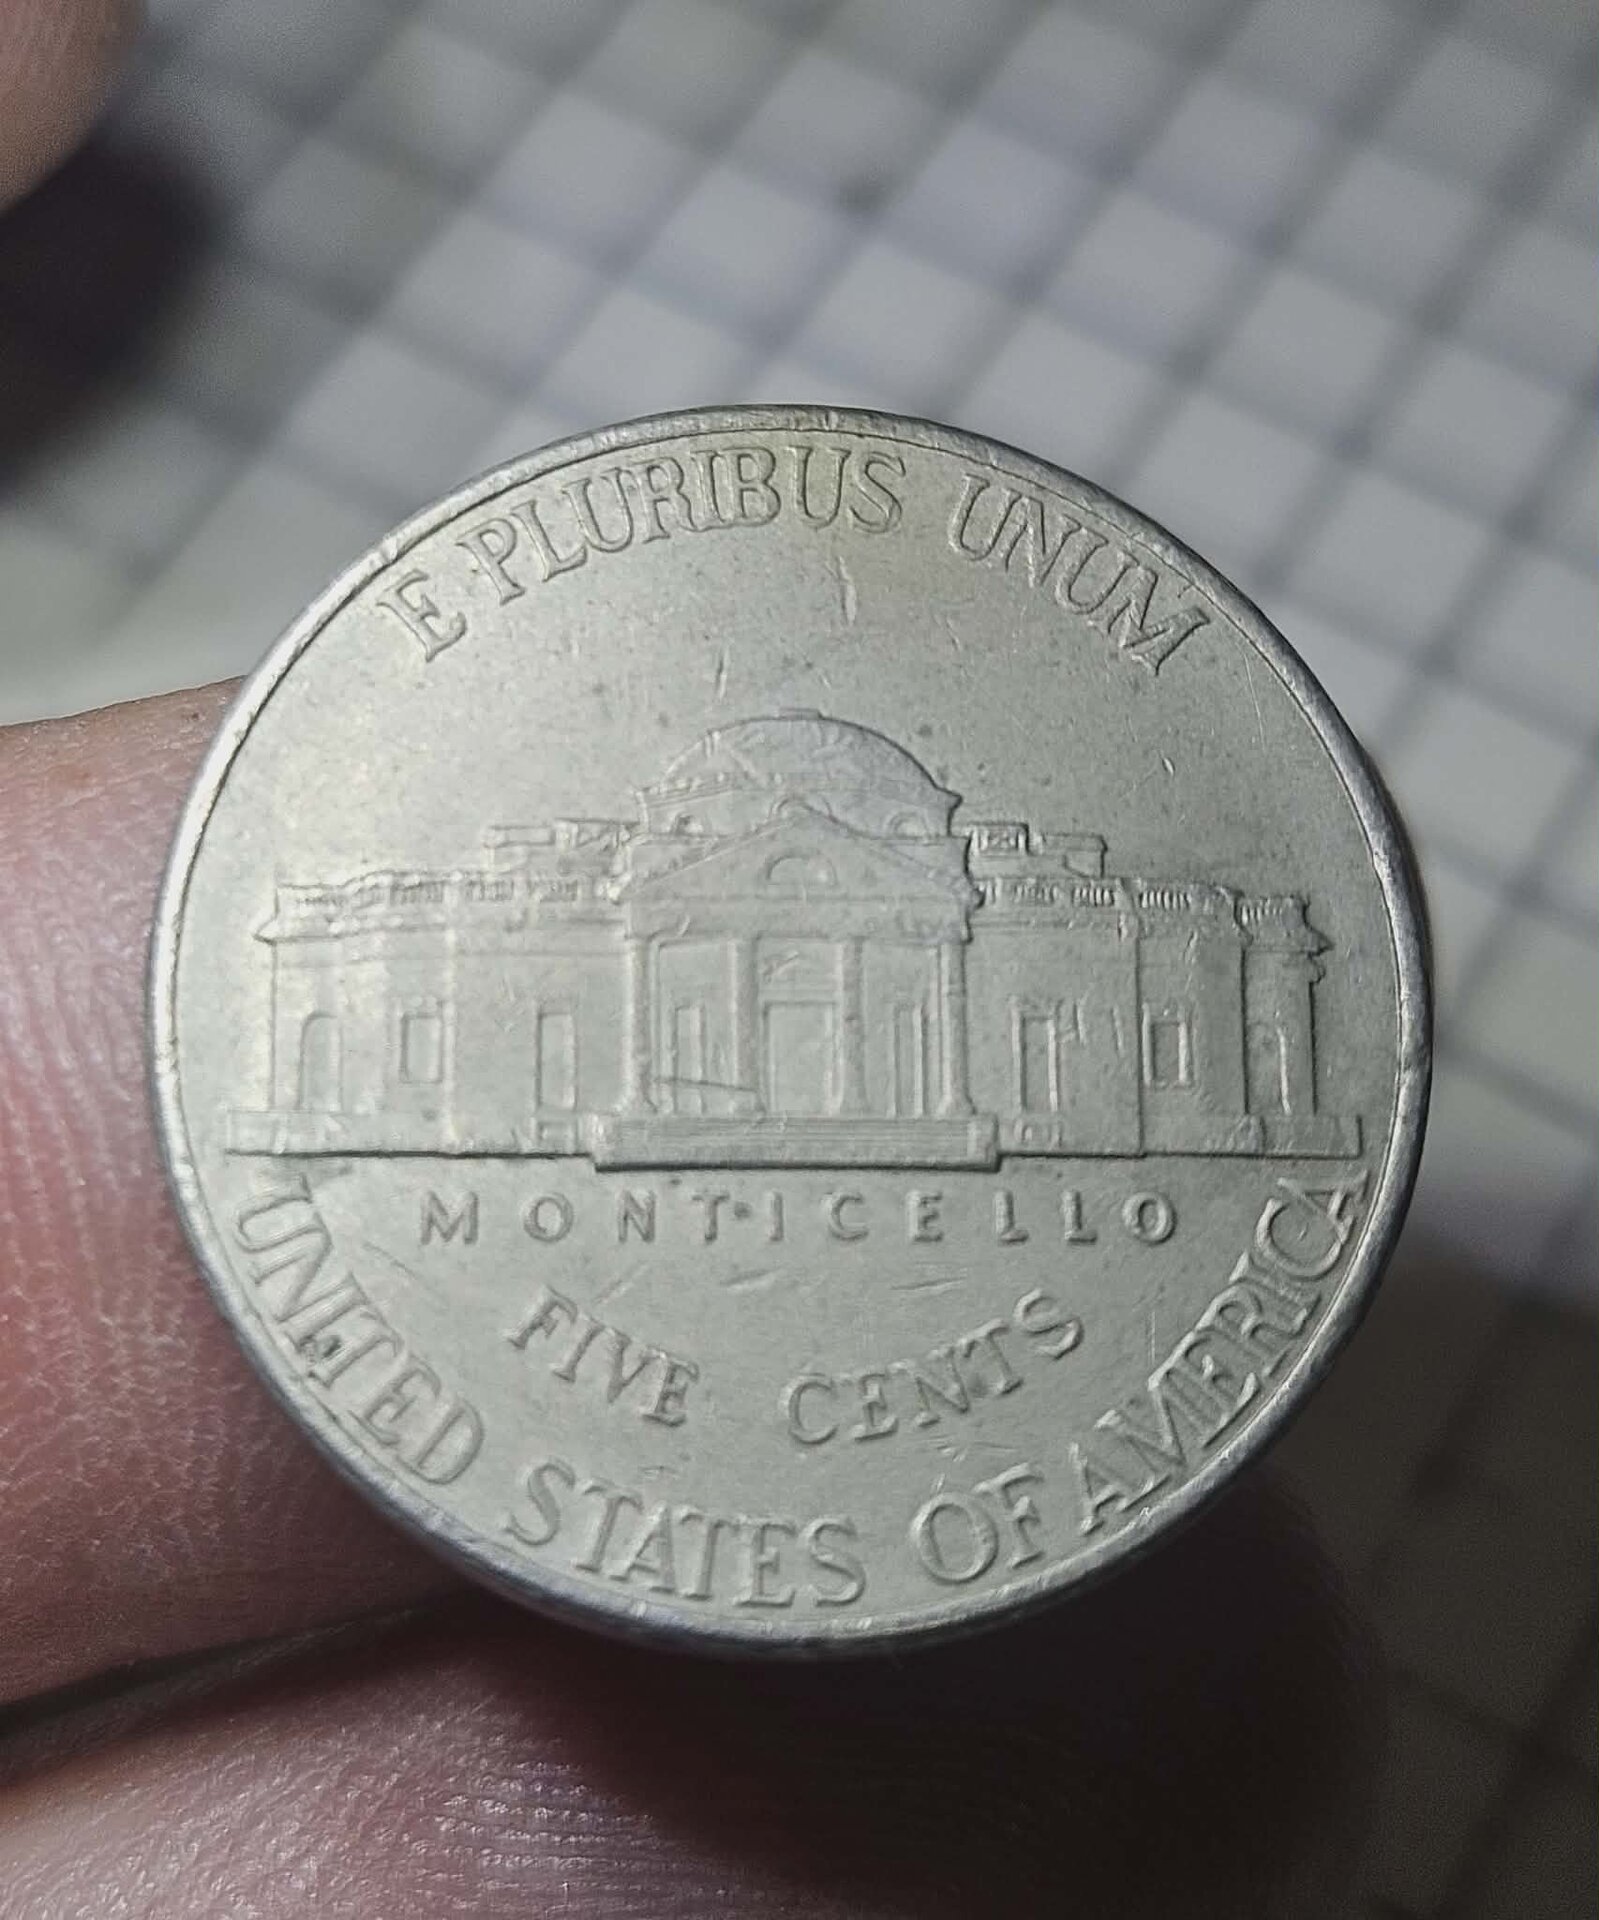 E PLURIBUS UNUM
MONTICELLO
FIVE CENTS
UNITED STATES OF AMERICA